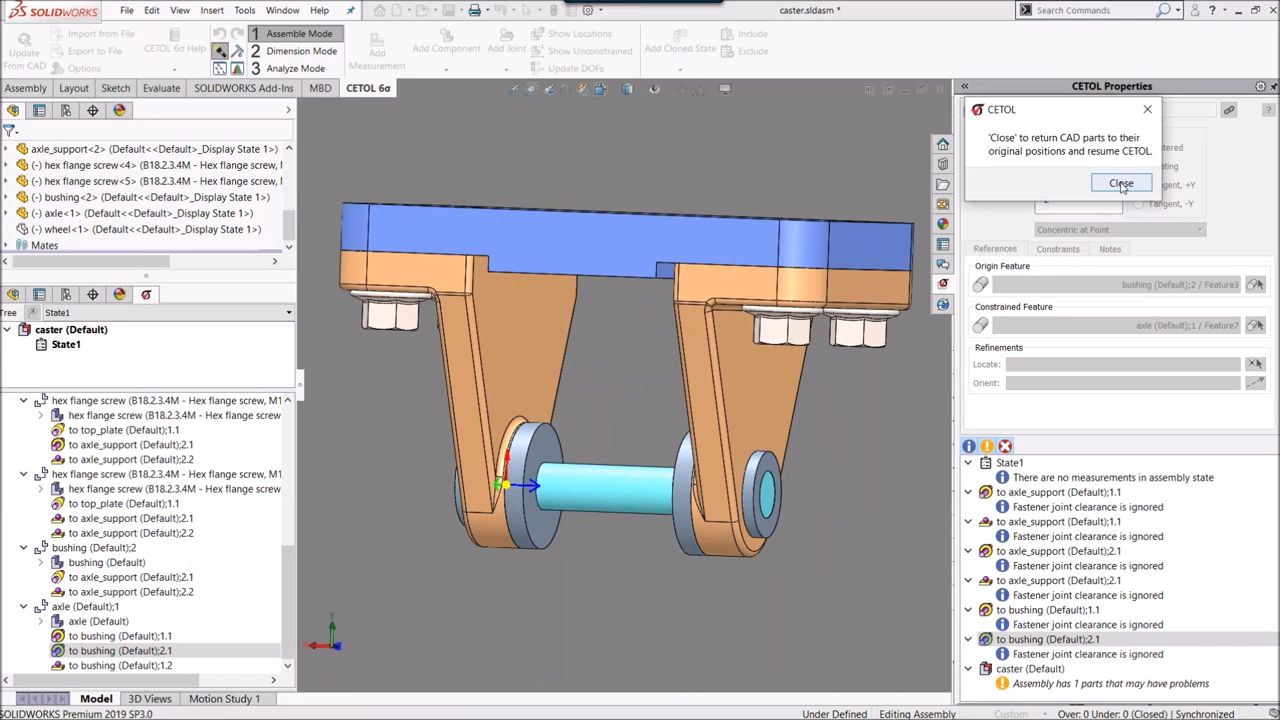 SOLIDWORKS
File
Edit
View
Insert
Tools
Window
Help
caster.sldasm *
Search Commands
Update
From CAD
Import from File
Export to File
Options
CETOL 6σ Help
1 Assemble Mode
2 Dimension Mode
3 Analyze Mode
Add
Measurement
Add Component
Add Joint
Show Locations
Show Unconstrained
Update DOFs
Add Cloned State
Include
Exclude
Assembly
Layout
Sketch
Evaluate
SOLIDWORKS Add-Ins
MBD
CETOL 6σ
axle_support<2> (Default<<Default>_Display State 1>)
(-) hex flange screw<4> (B18.2.3.4M - Hex flange screw,
(-) hex flange screw<5> (B18.2.3.4M - Hex flange screw,
(-) bushing<2> (Default<<Default>_Display State 1>)
(-) axle<1> (Default<<Default>_Display State 1>)
(-) wheel<1> (Default<<Default>_Display State 1>)
Mates
Tree
State1
caster (Default)
State1
hex flange screw (B18.2.3.4M - Hex flange screw, M1
hex flange screw (B18.2.3.4M - Hex flange screw
to top_plate (Default);1.1
to axle_support (Default);2.1
to axle_support (Default);2.2
hex flange screw (B18.2.3.4M - Hex flange screw, M1
hex flange screw (B18.2.3.4M - Hex flange screw
to top_plate (Default);1.1
to axle_support (Default);2.1
to axle_support (Default);2.2
bushing (Default);2
bushing (Default)
to axle_support (Default);2.1
to axle_support (Default);2.2
axle (Default);1
axle (Default)
to bushing (Default);1.1
to bushing (Default);2.1
to bushing (Default);1.2
Y
X
CETOL Properties
CETOL
'Close' to return CAD parts to their
original positions and resume CETOL.
Close
Tangent, +Y
Tangent, -Y
Concentric at Point
References
Constraints
Notes
Origin Feature
bushing (Default);2 / Feature3
Constrained Feature
axle (Default);1 / Feature7
Refinements
Locate:
Orient:
State1
There are no measurements in assembly state
to axle_support (Default);1.1
Fastener joint clearance is ignored
to axle_support (Default);1.1
Fastener joint clearance is ignored
to axle_support (Default);2.1
Fastener joint clearance is ignored
to axle_support (Default);2.1
Fastener joint clearance is ignored
to bushing (Default);1.1
Fastener joint clearance is ignored
to bushing (Default);2.1
Fastener joint clearance is ignored
caster (Default)
Assembly has 1 parts that may have problems
Model
3D Views
Motion Study 1
SOLIDWORKS Premium 2019 SP3.0
Under Defined
Editing Assembly
Custom
Over: 0 Under: 0 (Closed)
Synchronized